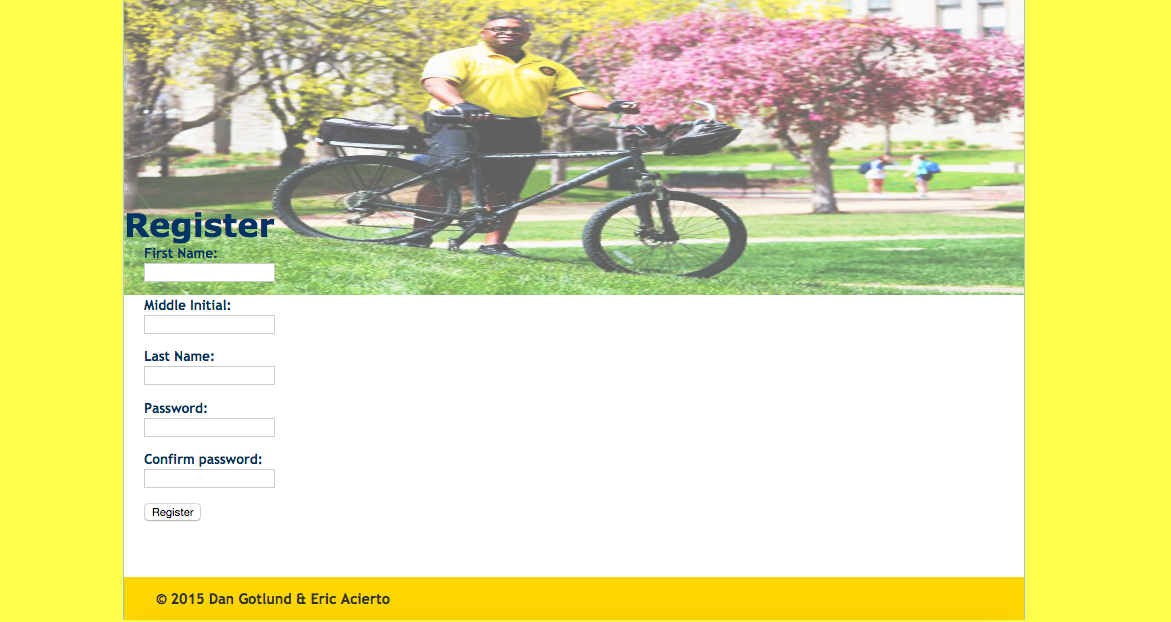 Register
First Name:
Middle Initial:
Last Name:
Password:
Confirm password:
Register
© 2015 Dan Gotlund & Eric Acierto